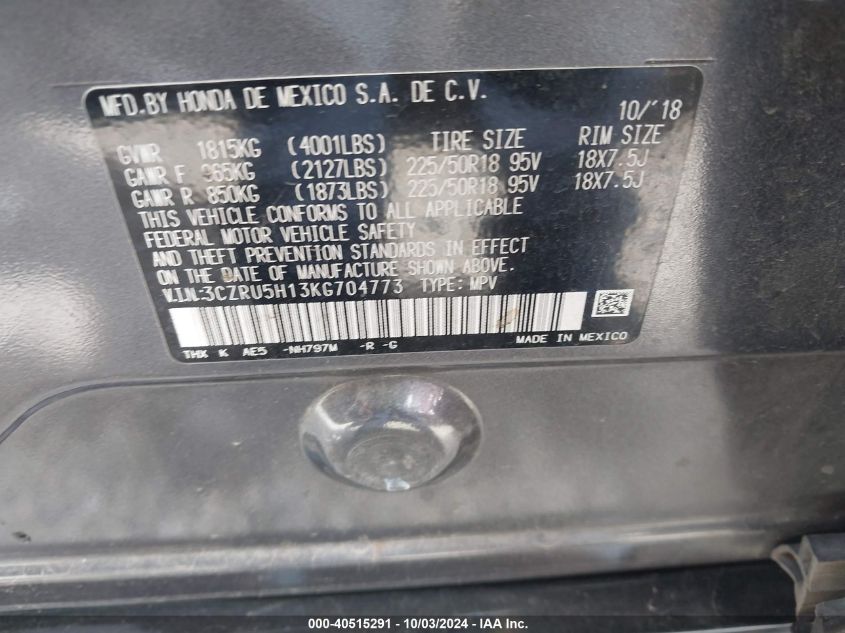 MFD.BY HONDA DE MEXICO S.A. DE C.V.
10/'18
GVWR 1815KG (4001LBS) TIRE SIZE RIM SIZE
GAWR F 965KG (2127LBS) 225/50R18 95V 18X7.5J
GAWR R 850KG (1873LBS) 225/50R18 95V 18X7.5J
THIS VEHICLE CONFORMS TO ALL APPLICABLE
FEDERAL MOTOR VEHICLE SAFETY
AND THEFT PREVENTION STANDARDS IN EFFECT
ON THE DATE OF MANUFACTURE SHOWN ABOVE.
V.I.N:3CZRU5H13KG704773 TYPE: MPV
THX K AE5 -NH797M -R -G MADE IN MEXICO
000-40515291 - 10/03/2024 - IAA Inc.